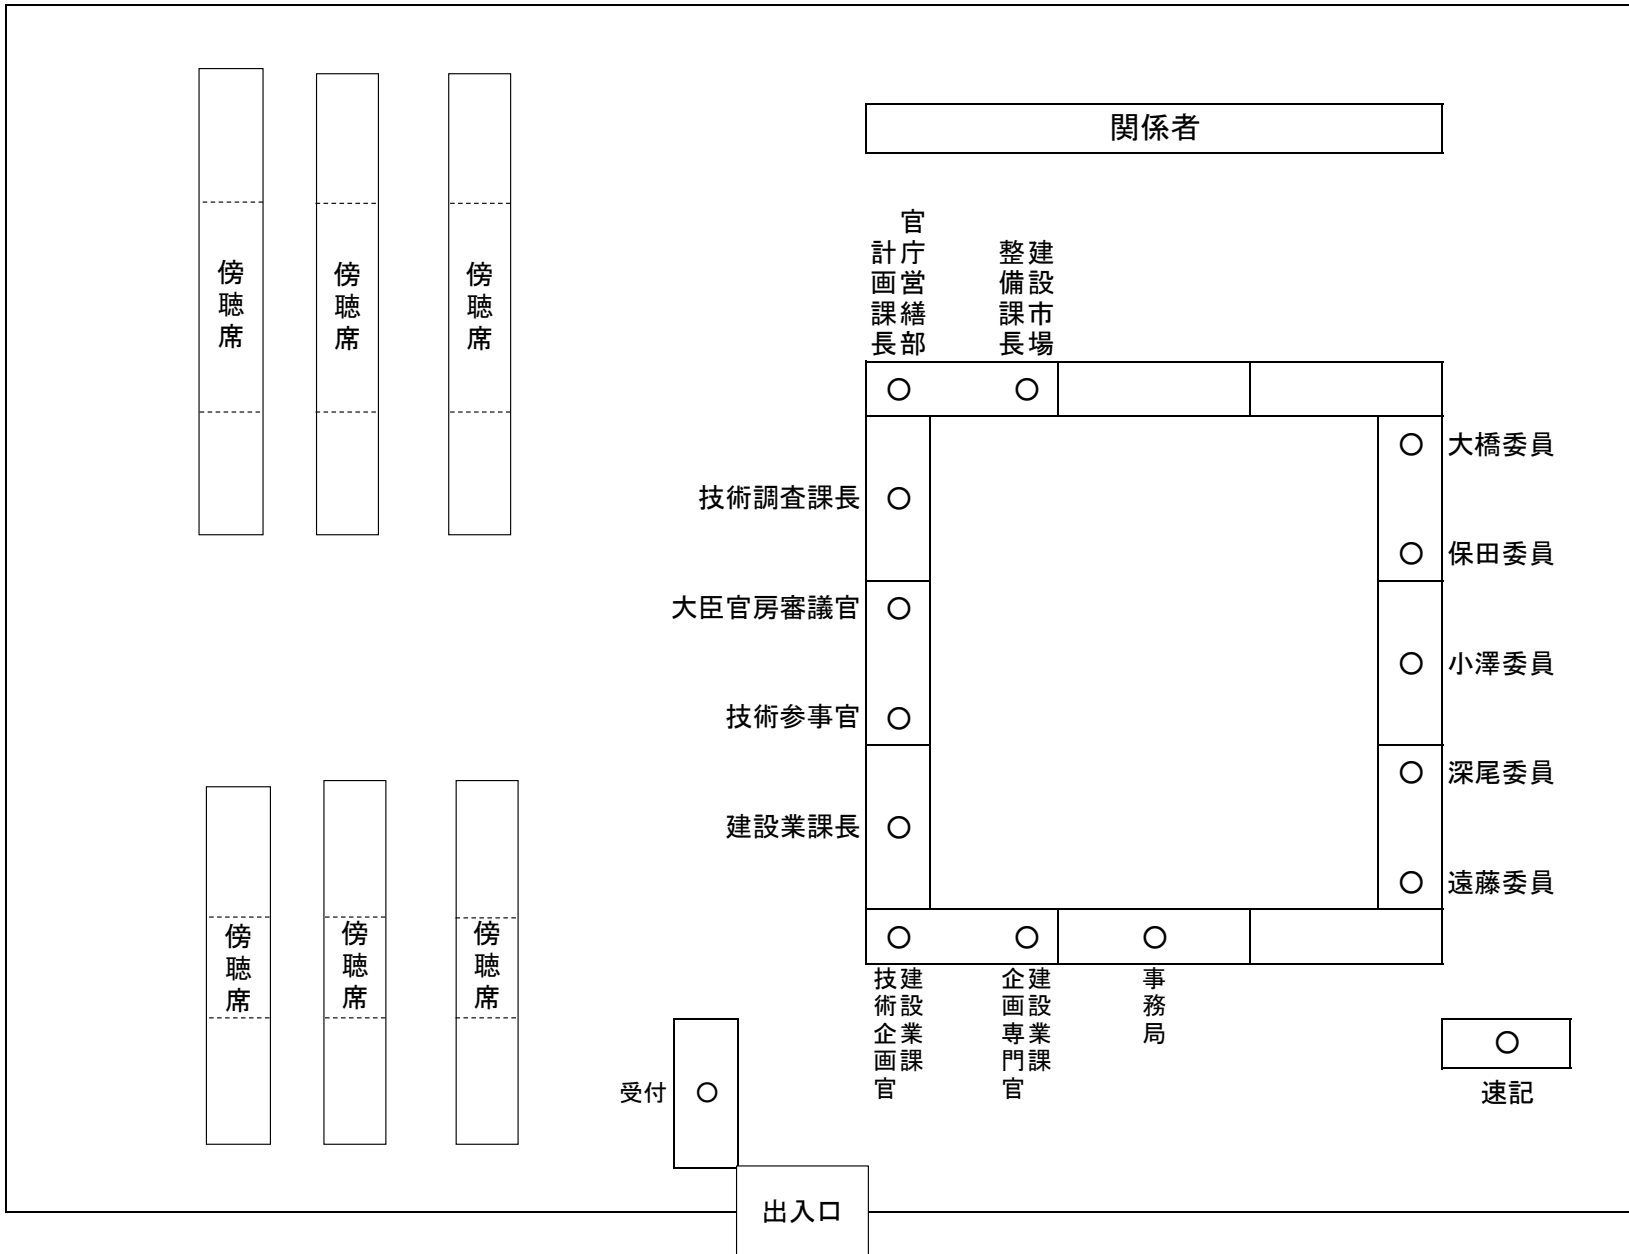 関係者
官庁営繕部
計画課長
建設市場
整備課長
傍聴席
傍聴席
傍聴席
大橋委員
技術調査課長
保田委員
大臣官房審議官
小澤委員
技術参事官
深尾委員
建設業課長
遠藤委員
傍聴席
傍聴席
傍聴席
建設業課
技術企画官
建設業課
企画専門官
事務局
受付
速記
出入口